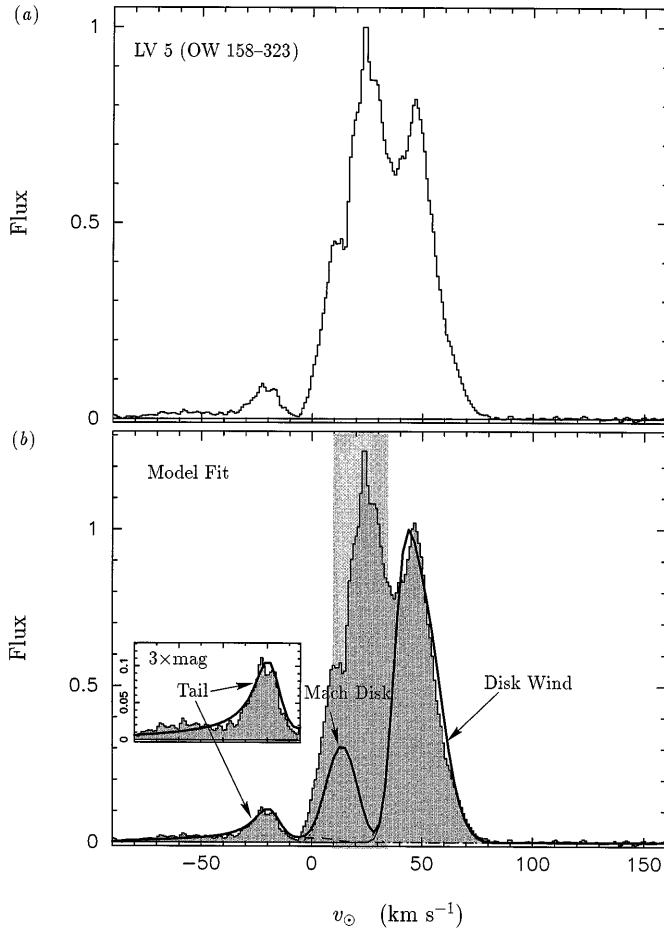 (a)
1
LV 5 (OW 158–323)
Flux
0.5
0
(b)
Model Fit
1
Flux
3×mag
0.1
0.05
0
Tail
Mach Disk
Disk Wind
0.5
0
−50 0 50 100 150
v⊙ (km s⁻¹)